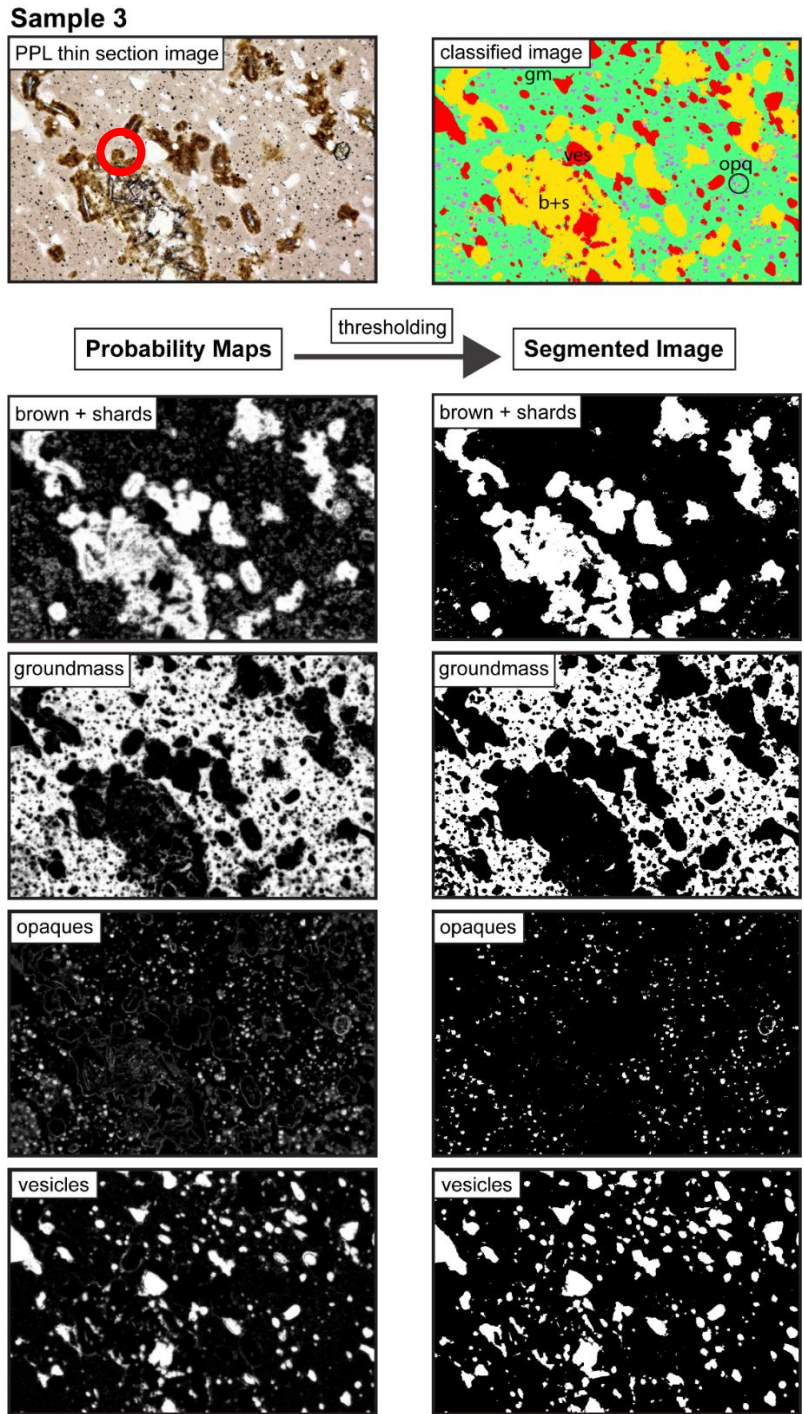 Sample 3
PPL thin section image
classified image
gm
ves
opq
b+s
Probability Maps
thresholding
Segmented Image
brown + shards
brown + shards
groundmass
groundmass
opaques
opaques
vesicles
vesicles